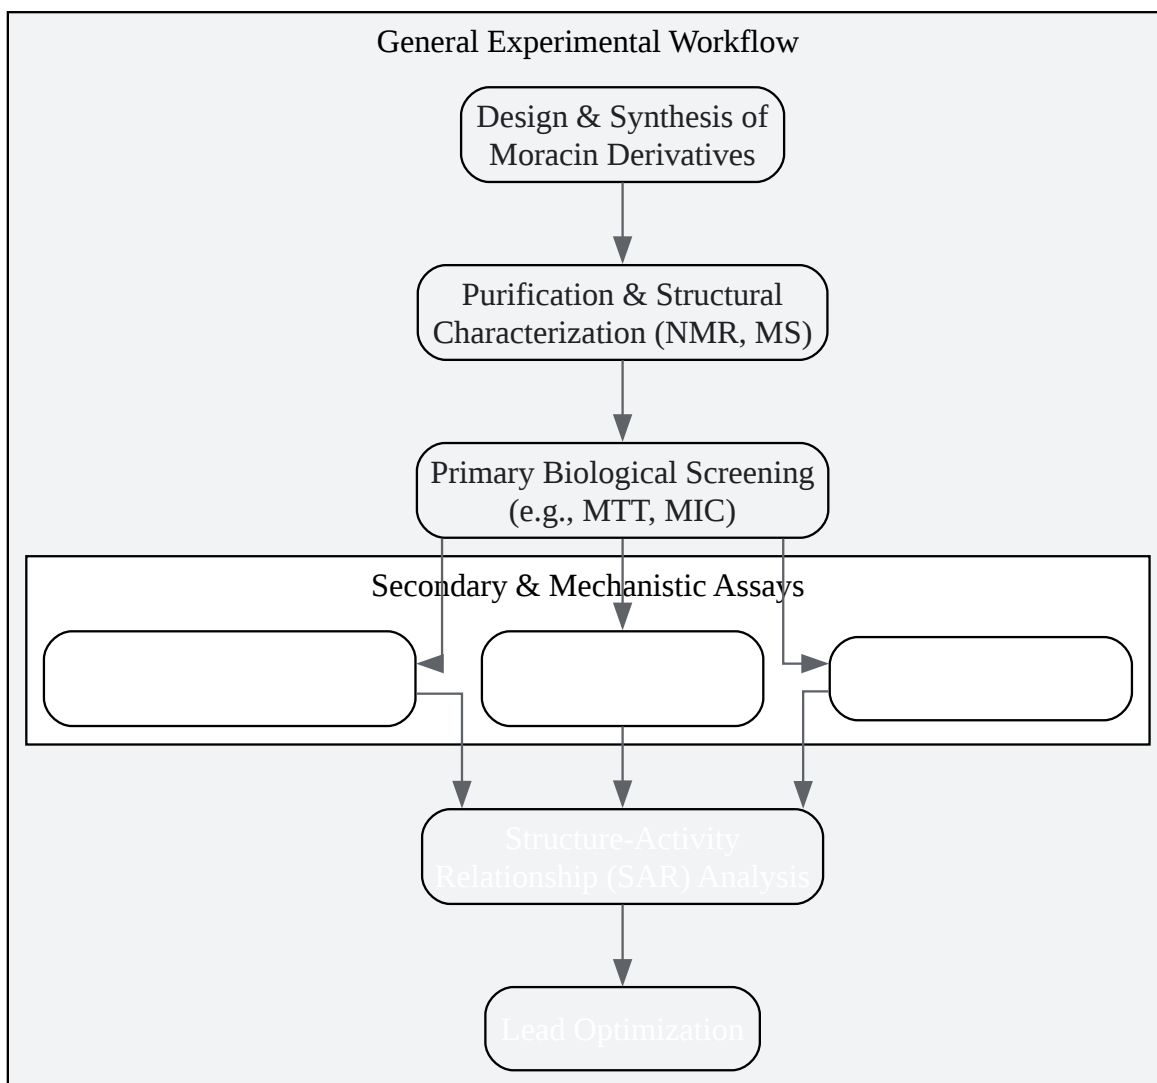 General Experimental Workflow
Design & Synthesis of
Moracin Derivatives
Purification & Structural
Characterization (NMR, MS)
Primary Biological Screening
(e.g., MTT, MIC)
Secondary & Mechanistic Assays
Structure-Activity
Relationship (SAR) Analysis
Lead Optimization